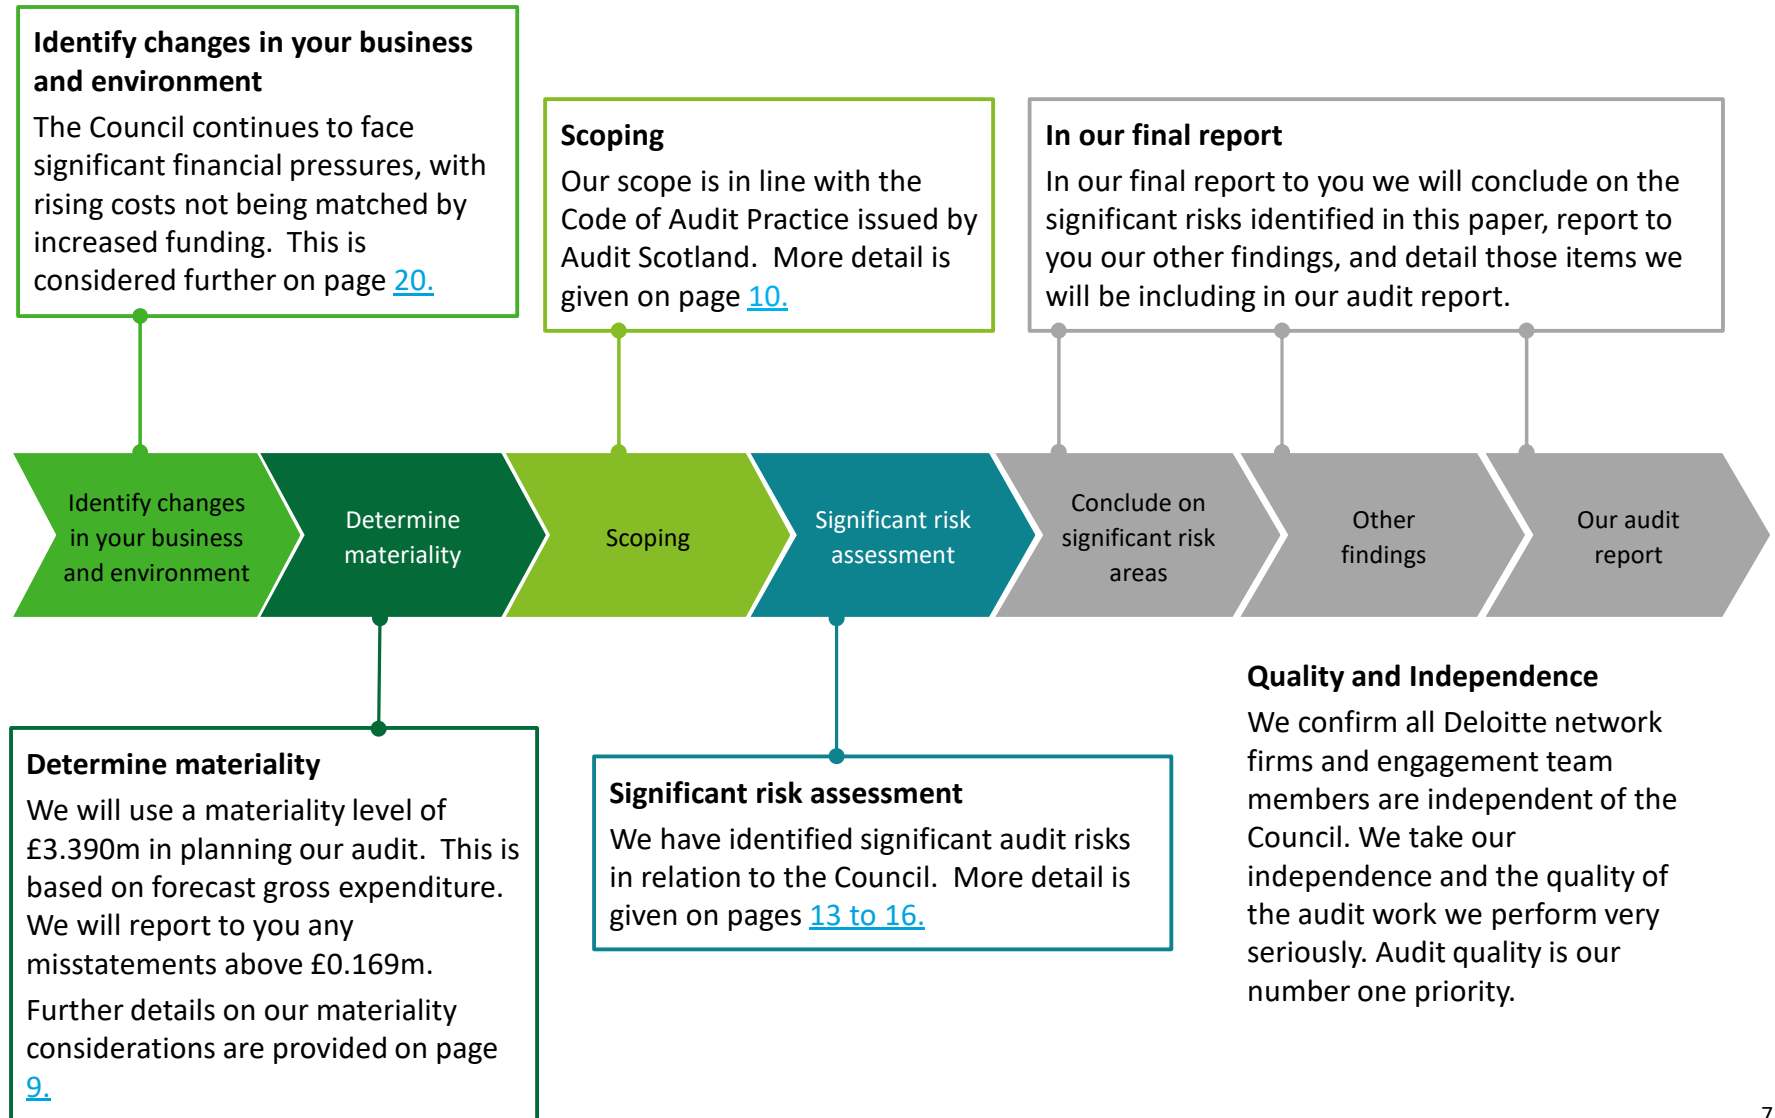 Identify changes in your business
and environment
The Council continues to face
significant financial pressures, with
rising costs not being matched by
increased funding.  This is
considered further on page 20.
Scoping
Our scope is in line with the
Code of Audit Practice issued by
Audit Scotland.  More detail is
given on page 10.
In our final report
In our final report to you we will conclude on the
significant risks identified in this paper, report to
you our other findings, and detail those items we
will be including in our audit report.
Identify changes
in your business
and environment
Determine
materiality
Scoping
Significant risk
assessment
Conclude on
significant risk
areas
Other
findings
Our audit
report
Determine materiality
We will use a materiality level of
£3.390m in planning our audit.  This is
based on forecast gross expenditure.
We will report to you any
misstatements above £0.169m.
Further details on our materiality
considerations are provided on page
9.
Significant risk assessment
We have identified significant audit risks
in relation to the Council.  More detail is
given on pages 13 to 16.
Quality and Independence
We confirm all Deloitte network
firms and engagement team
members are independent of the
Council. We take our
independence and the quality of
the audit work we perform very
seriously. Audit quality is our
number one priority.
7